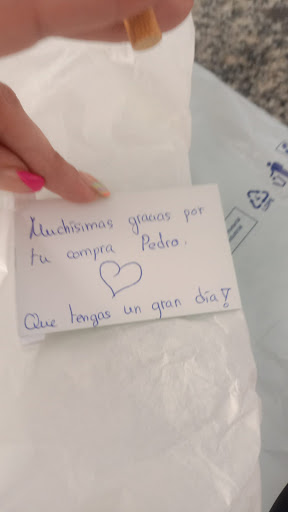 Muchísimas gracias por
tu compra Pedro.
Que tengas un gran día!